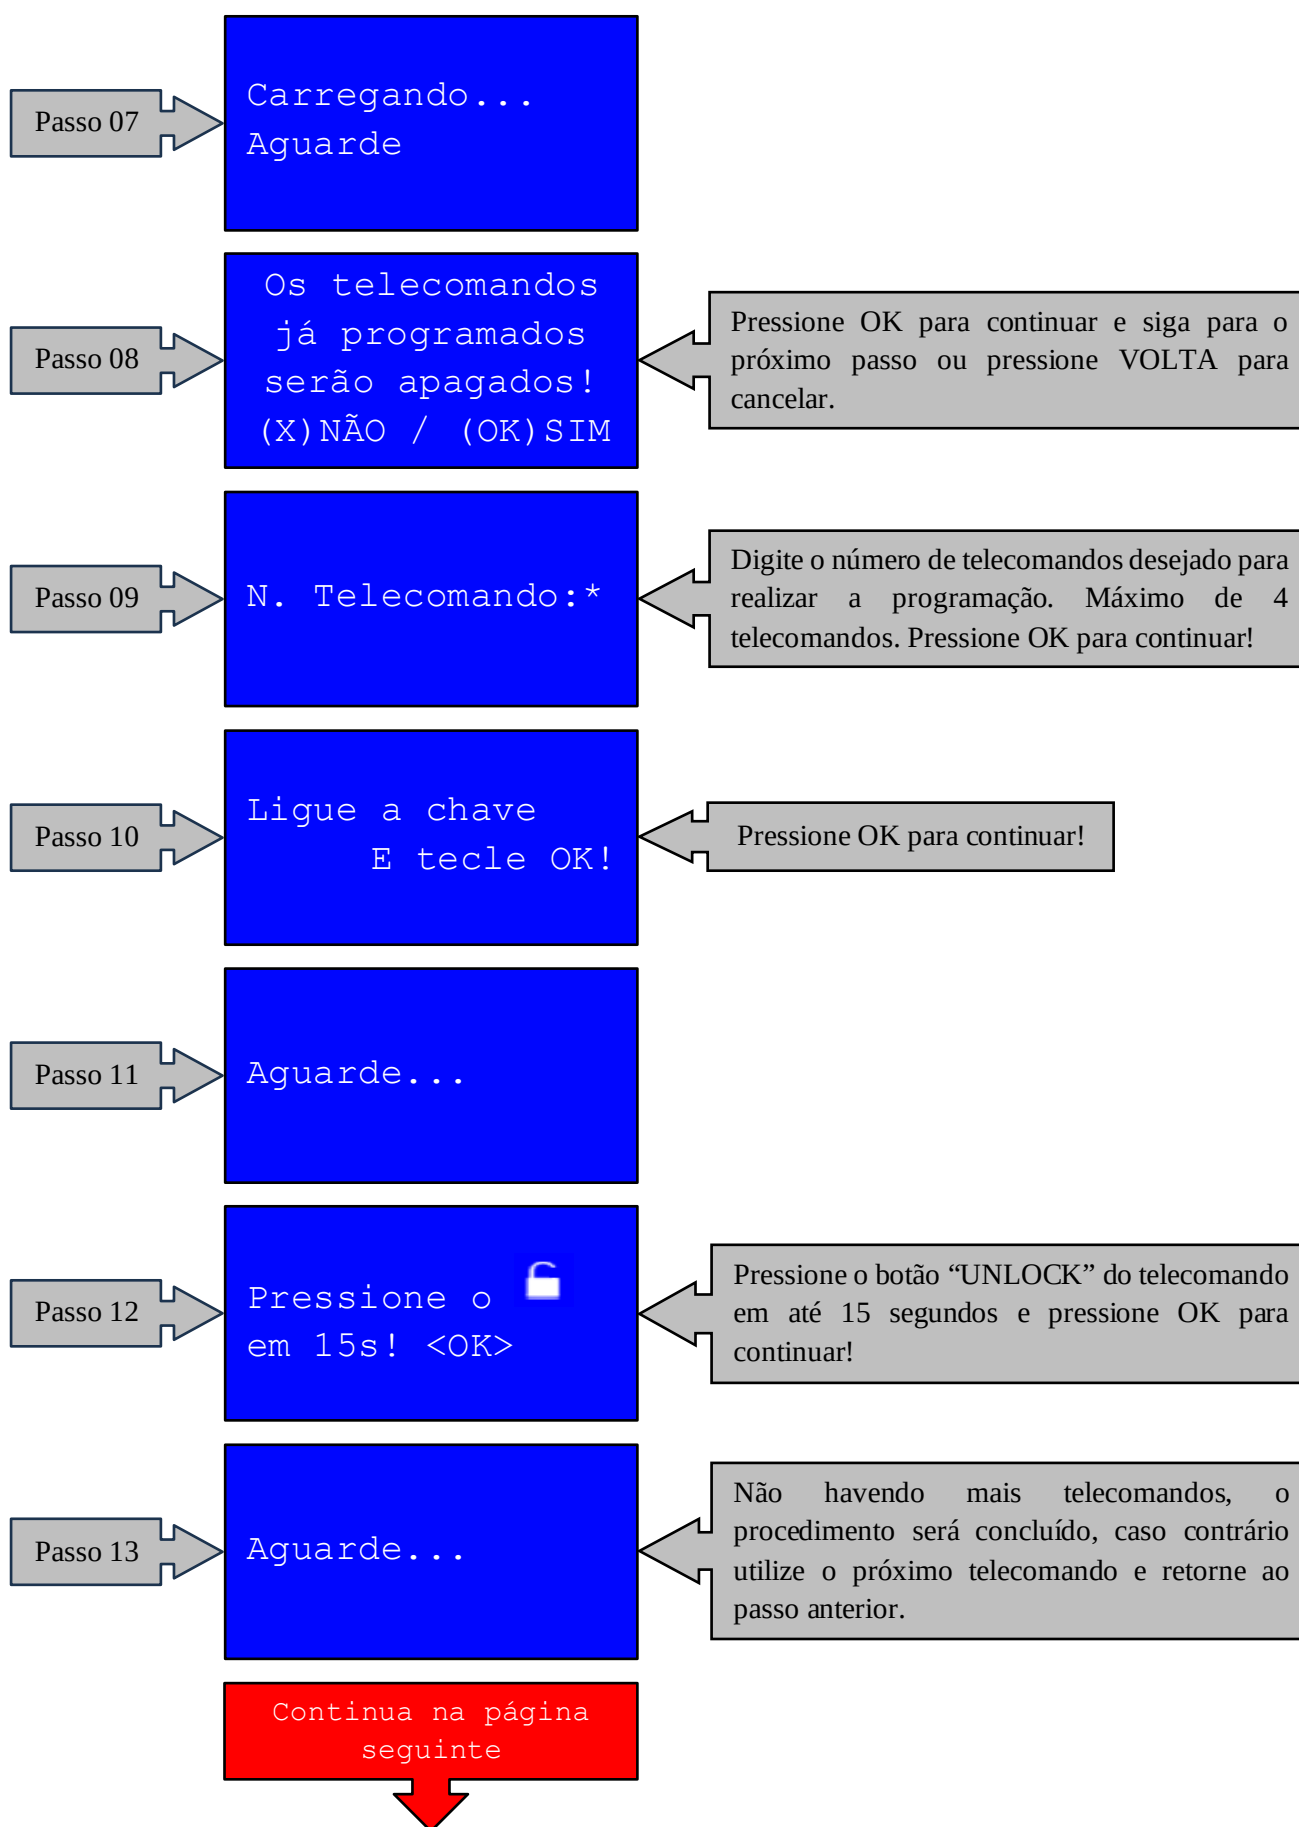 Passo 07
Carregando...
Aguarde
Passo 08
Os telecomandos
já programados
serão apagados!
(X)NÃO / (OK)SIM
Pressione OK para continuar e siga para o
próximo passo ou pressione VOLTA para
cancelar.
Passo 09
N. Telecomando:*
Digite o número de telecomandos desejado para
realizar a programação. Máximo de 4
telecomandos. Pressione OK para continuar!
Passo 10
Ligue a chave
E tecle OK!
Pressione OK para continuar!
Passo 11
Aguarde...
Passo 12
Pressione o
em 15s! <OK>
Pressione o botão “UNLOCK” do telecomando
em até 15 segundos e pressione OK para
continuar!
Passo 13
Aguarde...
Não havendo mais telecomandos, o
procedimento será concluído, caso contrário
utilize o próximo telecomando e retorne ao
passo anterior.
Continua na página
seguinte